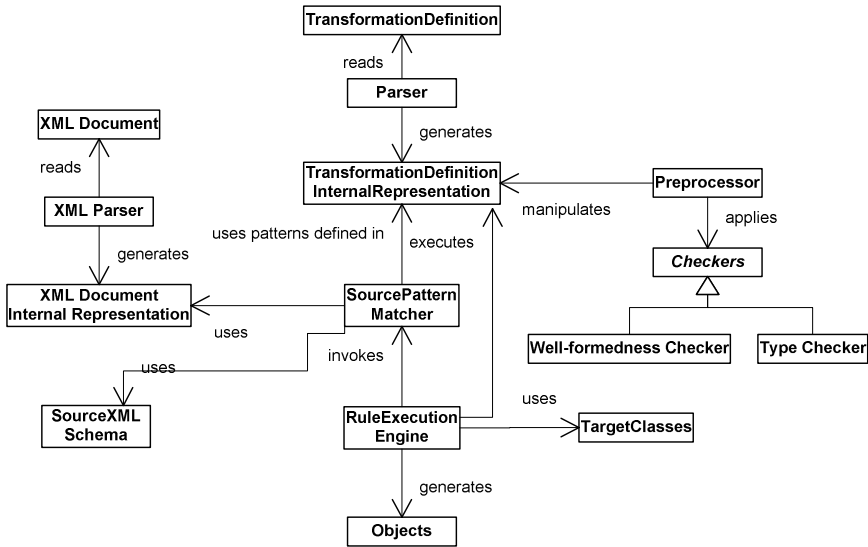 TransformationDefinition
reads
Parser
XML Document
generates
reads
TransformationDefinition
InternalRepresentation
Preprocessor
XML Parser
manipulates
applies
uses patterns defined in
executes
generates
Checkers
XML Document
Internal Representation
SourcePattern
Matcher
uses
invokes
Well-formedness Checker
Type Checker
uses
uses
SourceXML
Schema
RuleExecution
Engine
TargetClasses
generates
Objects